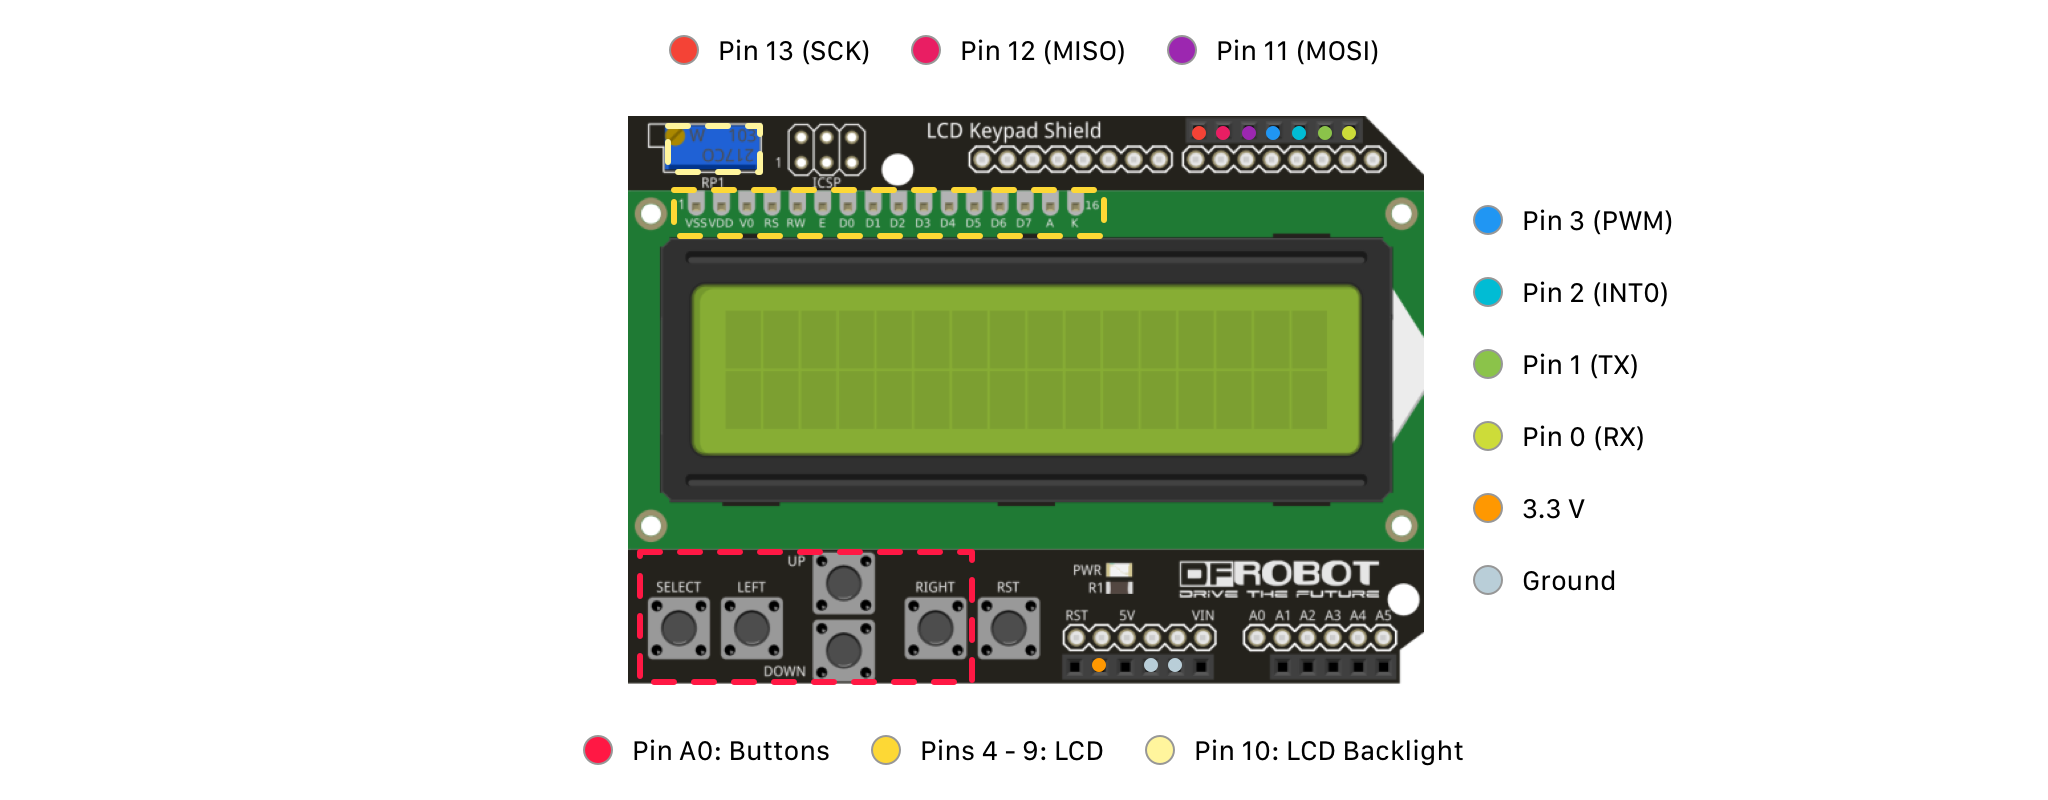 Pin 13 (SCK) Pin 12 (MISO) Pin 11 (MOSI)
LCD Keypad Shield
1
RP1 ICSP
1 16
VSS VDD V0 RS RW E D0 D1 D2 D3 D4 D5 D6 D7 A K
Pin 3 (PWM)
Pin 2 (INT0)
Pin 1 (TX)
Pin 0 (RX)
3.3 V
Ground
UP
SELECT LEFT RIGHT RST
DOWN
PWR
R1
DFROBOT
DRIVE THE FUTURE
RST 5V VIN A0 A1 A2 A3 A4 A5
Pin A0: Buttons Pins 4 - 9: LCD Pin 10: LCD Backlight